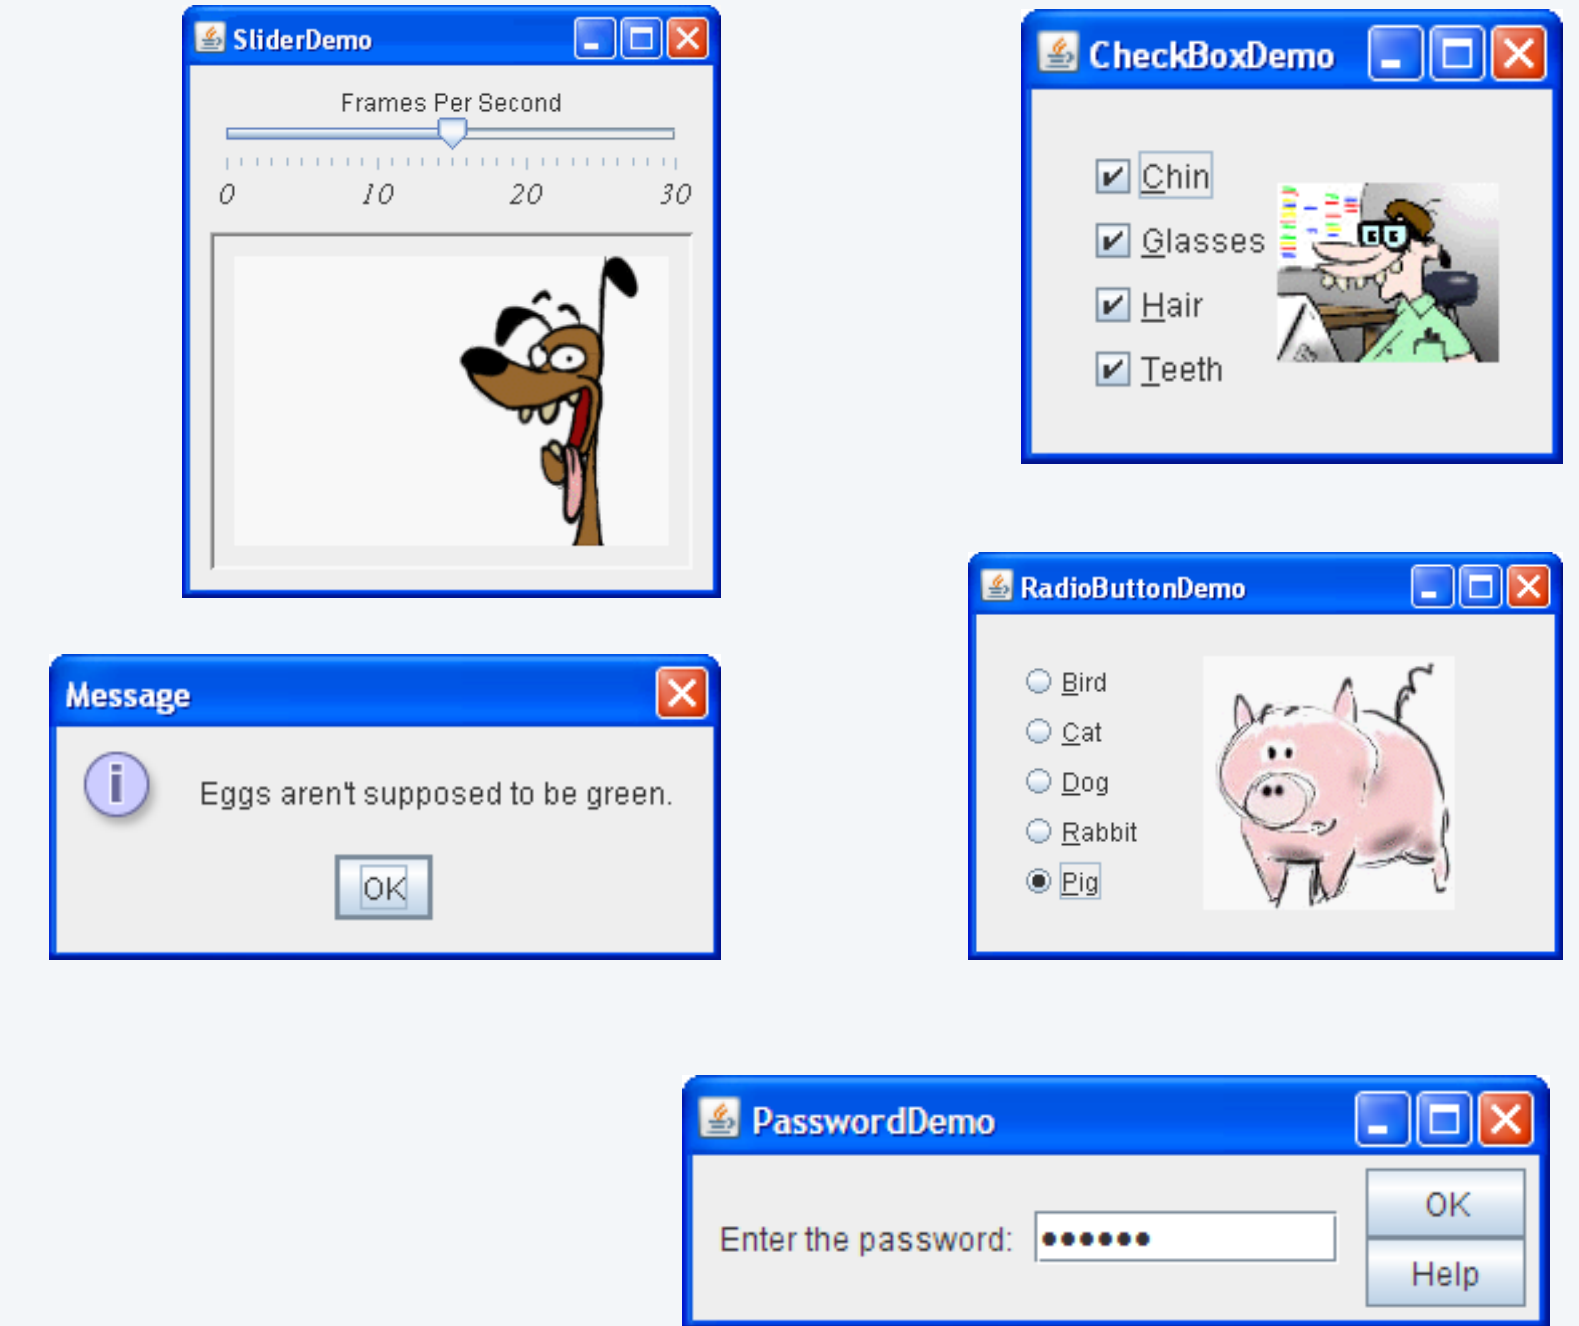 SliderDemo
Frames Per Second
0 10 20 30
CheckBoxDemo
Chin
Glasses
Hair
Teeth
Message
Eggs aren't supposed to be green.
OK
RadioButtonDemo
Bird
Cat
Dog
Rabbit
Pig
PasswordDemo
Enter the password: ••••••
OK
Help